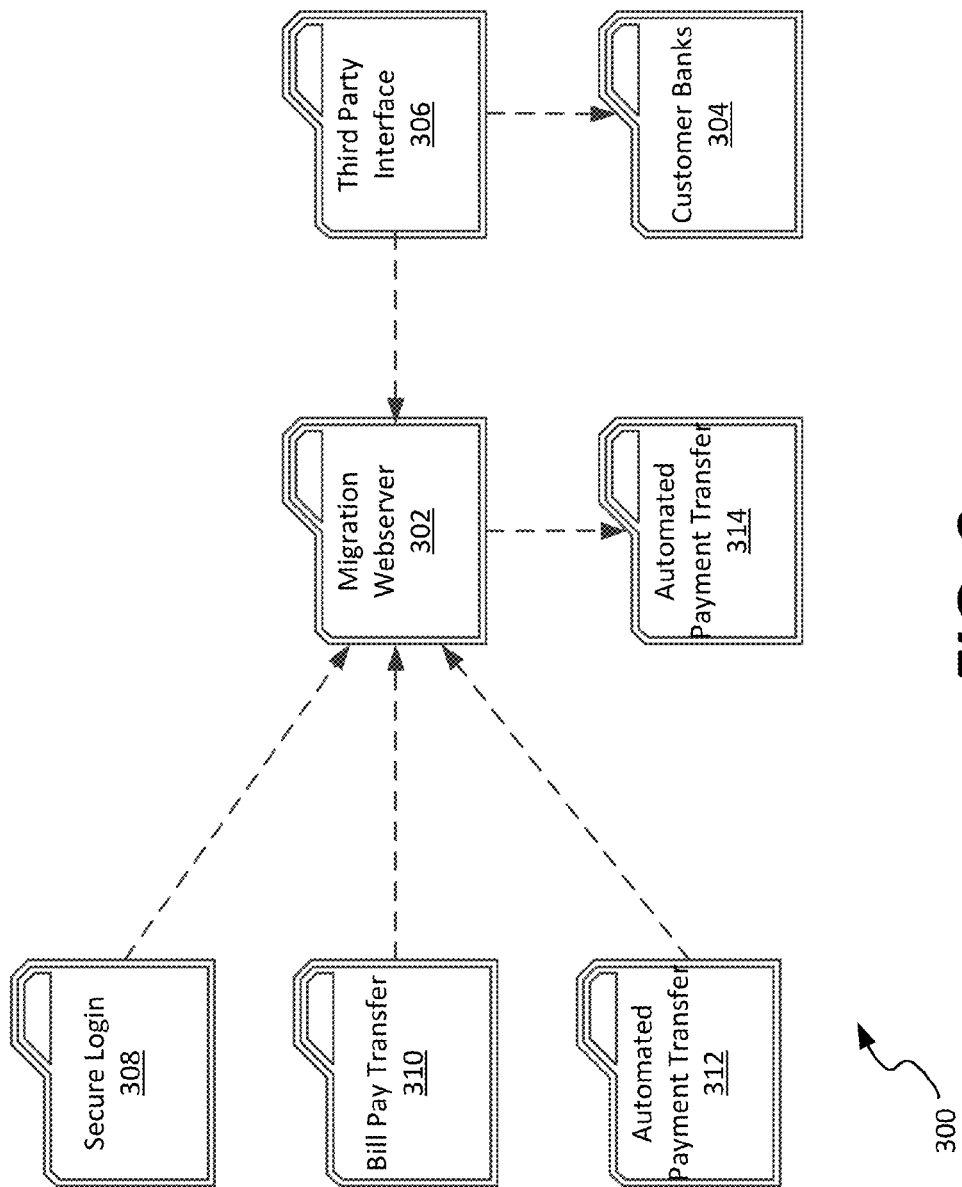 Secure Login
308
Bill Pay Transfer
310
Automated
Payment Transfer
312
Migration
Webserver
302
Automated
Payment Transfer
314
Third Party
Interface
306
Customer Banks
304
300